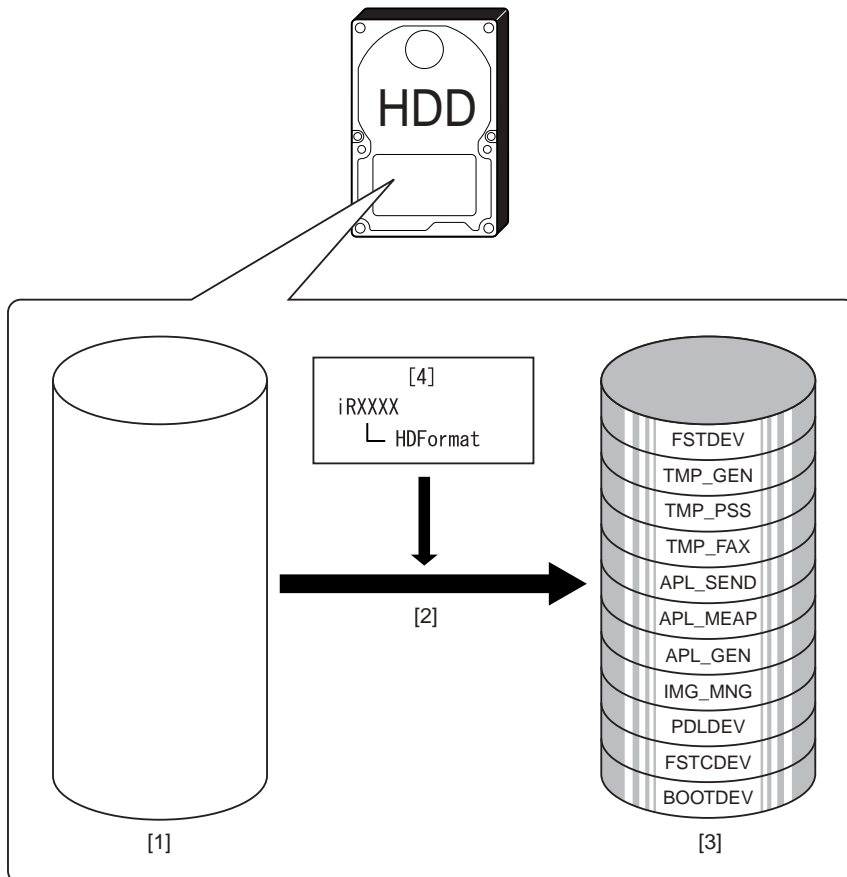 HDD
[4]
iRXXXX
HDFormat
[2]
[1]
FSTDEV
TMP_GEN
TMP_PSS
TMP_FAX
APL_SEND
APL_MEAP
APL_GEN
IMG_MNG
PDLDEV
FSTCDEV
BOOTDEV
[3]